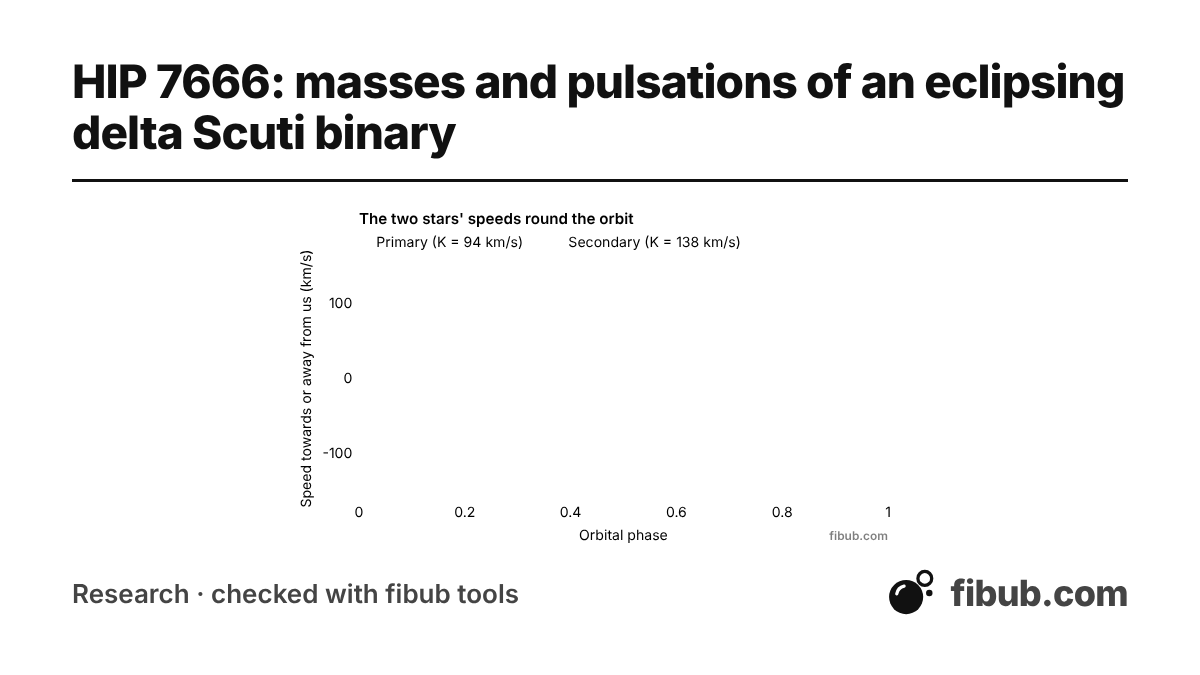 HIP 7666: masses and pulsations of an eclipsing
delta Scuti binary
The two stars' speeds round the orbit
Primary (K = 94 km/s) Secondary (K = 138 km/s)
Speed towards or away from us (km/s)
100
0
-100
0 0.2 0.4 0.6 0.8 1
Orbital phase
fibub.com
Research · checked with fibub tools
fibub.com